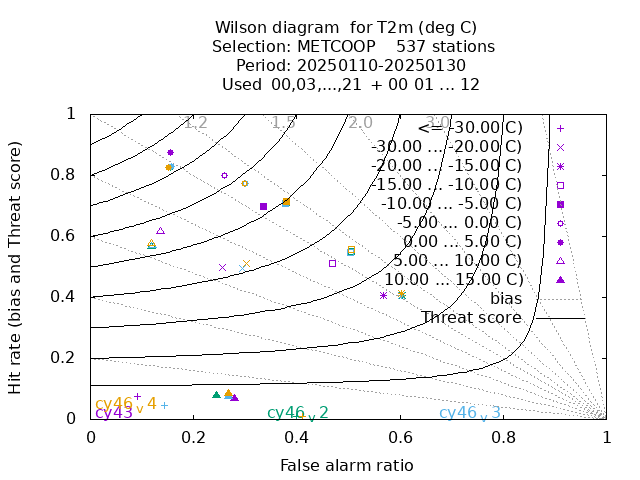 Wilson diagram  for T2m (deg C)
Selection: METCOOP    537 stations
Period: 20250110-20250130
Used  00,03,...,21  + 00 01 ... 12
1.2 1.5 2.0 3.0
<= -30.00 C)
-30.00 ... -20.00 C)
-20.00 ... -15.00 C)
-15.00 ... -10.00 C)
-10.00 ... -5.00 C)
-5.00 ... 0.00 C)
0.00 ... 5.00 C)
5.00 ... 10.00 C)
10.00 ... 15.00 C)
bias
Threat score
1
0.8
0.6
0.4
0.2
0
Hit rate (bias and Threat score)
cy46v4
cy43
cy46v2
cy46v3
0 0.2 0.4 0.6 0.8 1
False alarm ratio